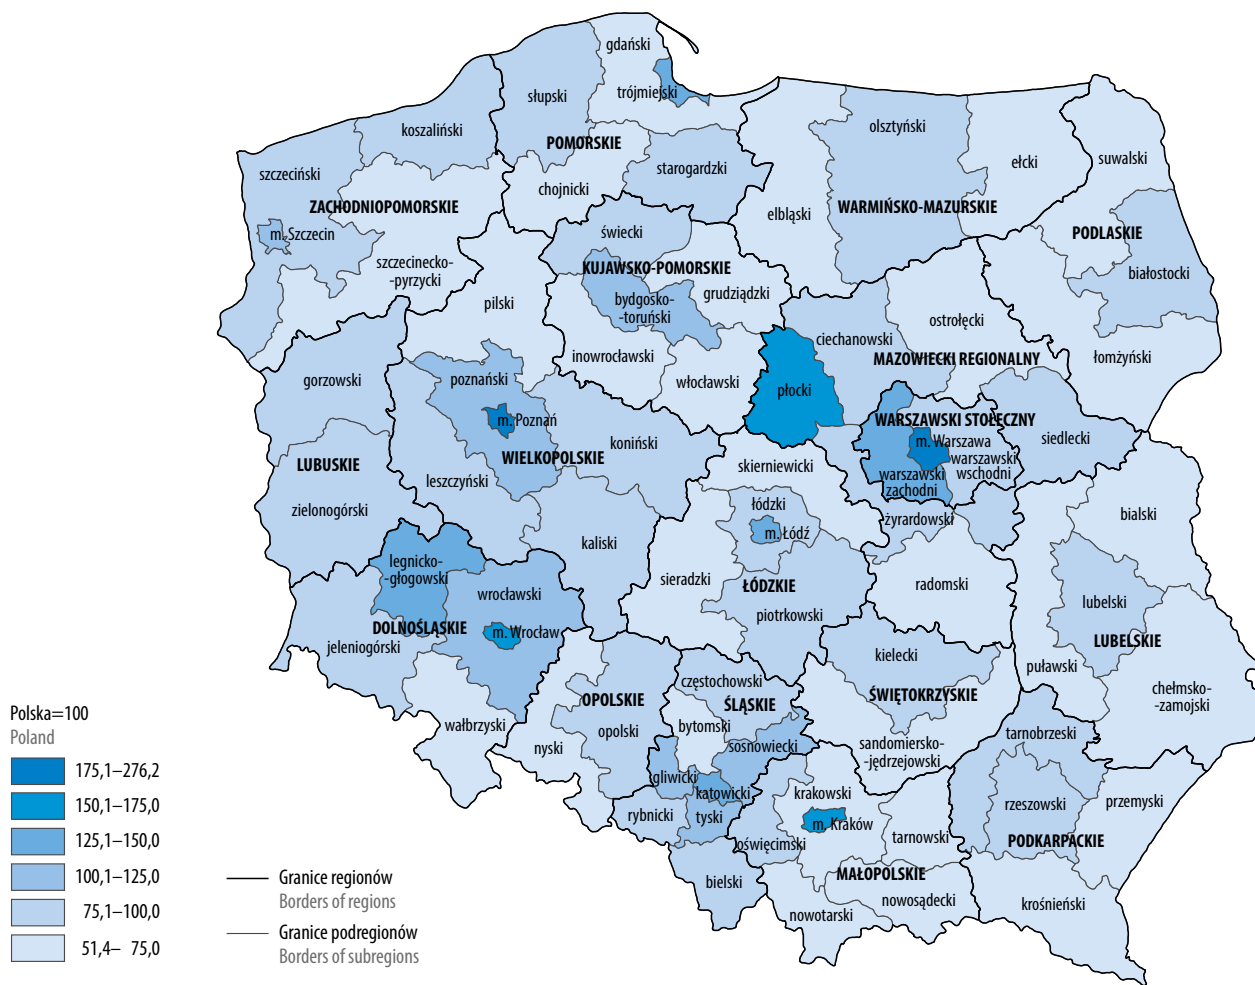 gdański
trójmiejski
słupski
koszaliński
POMORSKIE
olsztyński
ełcki
suwalski
szczeciński
chojnicki
starogardzki
ZACHODNIOPOMORSKIE
elbląski
WARMIŃSKO-MAZURSKIE
m. Szczecin
świecki
PODLASKIE
szczecinecko-
-pyrzycki
KUJAWSKO-POMORSKIE
białostocki
pilski
bydgosko-
-toruński
grudziądzki
ostrołęcki
ciechanowski
inowrocławski
MAZOWIECKI REGIONALNY
łomżyński
gorzowski
poznański
włocławski
płocki
m. Poznań
WARSZAWSKI STOŁECZNY
koniński
m. Warszawa
siedlecki
LUBUSKIE
WIELKOPOLSKIE
skierniewicki
warszawski
wschodni
leszczyński
warszawski
zachodni
zielonogórski
łódzki
żyrardowski
bialski
m. Łódź
kaliski
legnicko-
-głogowski
sieradzki
ŁÓDZKIE
radomski
wrocławski
piotrkowski
lubelski
DOLNOŚLĄSKIE
m. Wrocław
LUBELSKIE
jeleniogórski
kielecki
puławski
częstochowski
chełmsko-
-zamojski
OPOLSKIE
ŚLĄSKIE
ŚWIĘTOKRZYSKIE
wałbrzyski
bytomski
opolski
tarnobrzeski
nyski
sosnowiecki
sandomiersko-
-jędrzejowski
gliwicki
katowicki
krakowski
rzeszowski
przemyski
rybnicki
tyski
m. Kraków
tarnowski
oświęcimski
PODKARPACKIE
bielski
MAŁOPOLSKIE
nowosądecki
krośnieński
nowotarski
Polska=100
Poland
175,1–276,2
150,1–175,0
125,1–150,0
100,1–125,0
75,1–100,0
51,4– 75,0
Granice regionów
Borders of regions
Granice podregionów
Borders of subregions